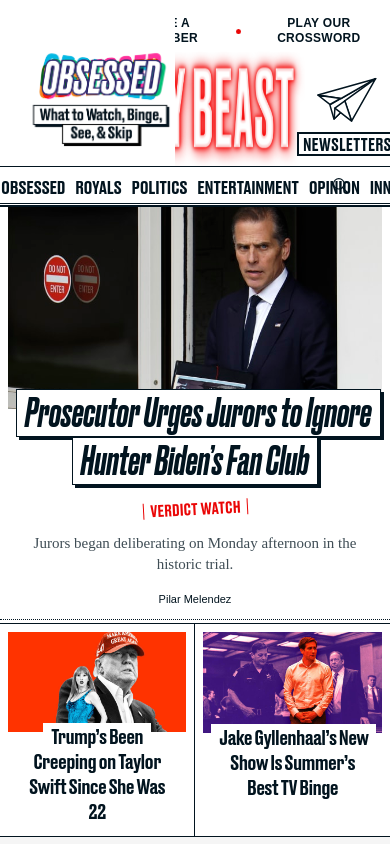 E A
BER
PLAY OUR
CROSSWORD
OBSESSED
What to Watch, Binge,
See, & Skip
Y BEAST
NEWSLETTERS
OBSESSED ROYALS POLITICS ENTERTAINMENT OPINION INN
DO NOT
ENTER
DO NOT
ENTER
Prosecutor Urges Jurors to Ignore
Hunter Biden’s Fan Club
VERDICT WATCH
Jurors began deliberating on Monday afternoon in the
historic trial.
Pilar Melendez
Trump’s Been
Creeping on Taylor
Swift Since She Was
22
Jake Gyllenhaal’s New
Show Is Summer’s
Best TV Binge